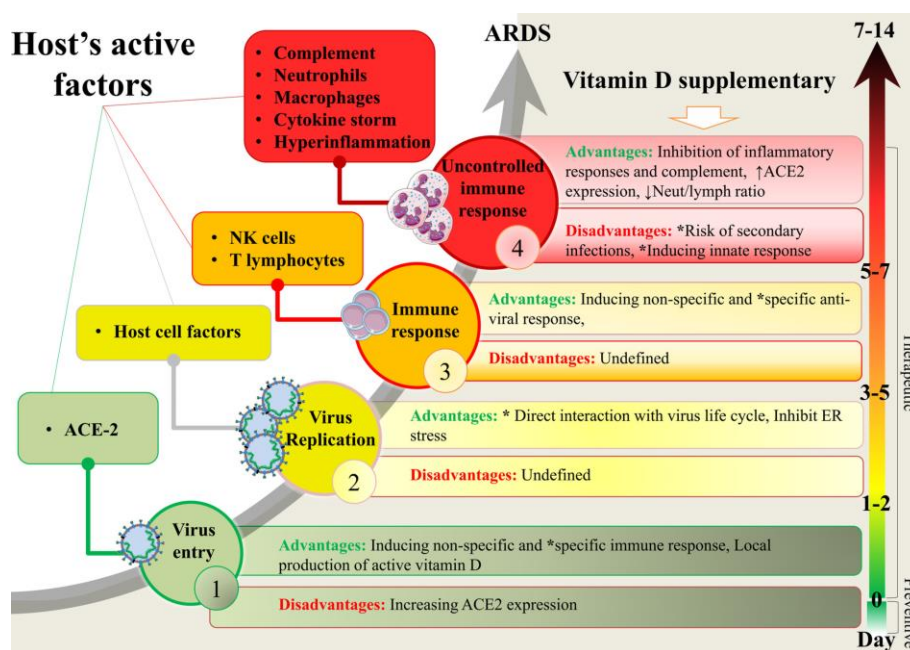 Host's active
factors
• Complement
• Neutrophils
• Macrophages
• Cytokine storm
• Hyperinflammation
ARDS
7-14
Vitamin D supplementary
Uncontrolled
immune
response
4
Advantages: Inhibition of inflammatory
responses and complement, ↑ACE2
expression, ↓Neut/lymph ratio
Disadvantages: *Risk of secondary
infections, *Inducing innate response
5-7
• NK cells
• T lymphocytes
Immune
response
3
Advantages: Inducing non-specific and *specific anti-
viral response,
Disadvantages: Undefined
Therapeutic
3-5
• Host cell factors
Virus
Replication
2
Advantages: * Direct interaction with virus life cycle, Inhibit ER
stress
Disadvantages: Undefined
1-2
• ACE-2
Virus
entry
1
Advantages: Inducing non-specific and *specific immune response, Local
production of active vitamin D
Disadvantages: Increasing ACE2 expression
0
Preventive
Day